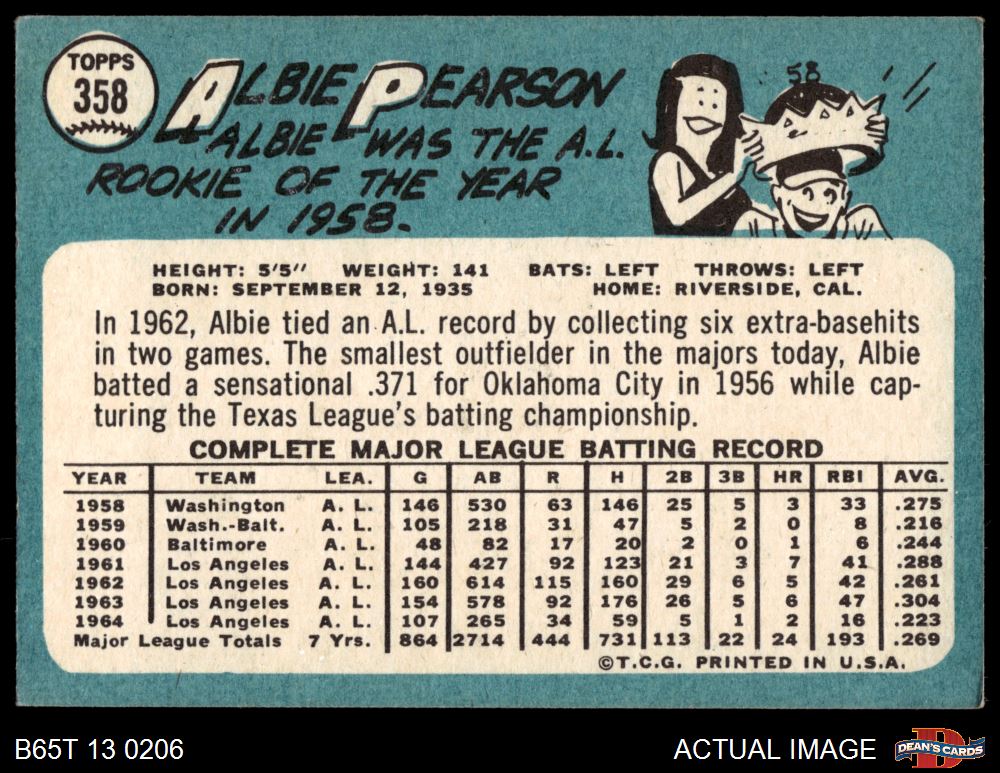 TOPPS
358
ALBIE PEARSON
58
ALBIE WAS THE A.L.
ROOKIE OF THE YEAR
IN 1958.
HEIGHT: 5'5" WEIGHT: 141 BATS: LEFT THROWS: LEFT
BORN: SEPTEMBER 12, 1935 HOME: RIVERSIDE, CAL.
In 1962, Albie tied an A.L. record by collecting six extra-basehits
in two games. The smallest outfielder in the majors today, Albie
batted a sensational .371 for Oklahoma City in 1956 while cap-
turing the Texas League's batting championship.
COMPLETE MAJOR LEAGUE BATTING RECORD
YEAR TEAM LEA. G AB R H 2B 3B HR RBI AVG.
1958 Washington A. L. 146 530 63 146 25 5 3 33 .275
1959 Wash.-Balt. A. L. 105 218 31 47 5 2 0 8 .216
1960 Baltimore A. L. 48 82 17 20 2 0 1 6 .244
1961 Los Angeles A. L. 144 427 92 123 21 3 7 41 .288
1962 Los Angeles A. L. 160 614 115 160 29 6 5 42 .261
1963 Los Angeles A. L. 154 578 92 176 26 5 6 47 .304
1964 Los Angeles A. L. 107 265 34 59 5 1 2 16 .223
Major League Totals 7 Yrs. 864 2714 444 731 113 22 24 193 .269
©T.C.G. PRINTED IN U.S.A.
B65T 13 0206
ACTUAL IMAGE
D
DEAN'S CARDS